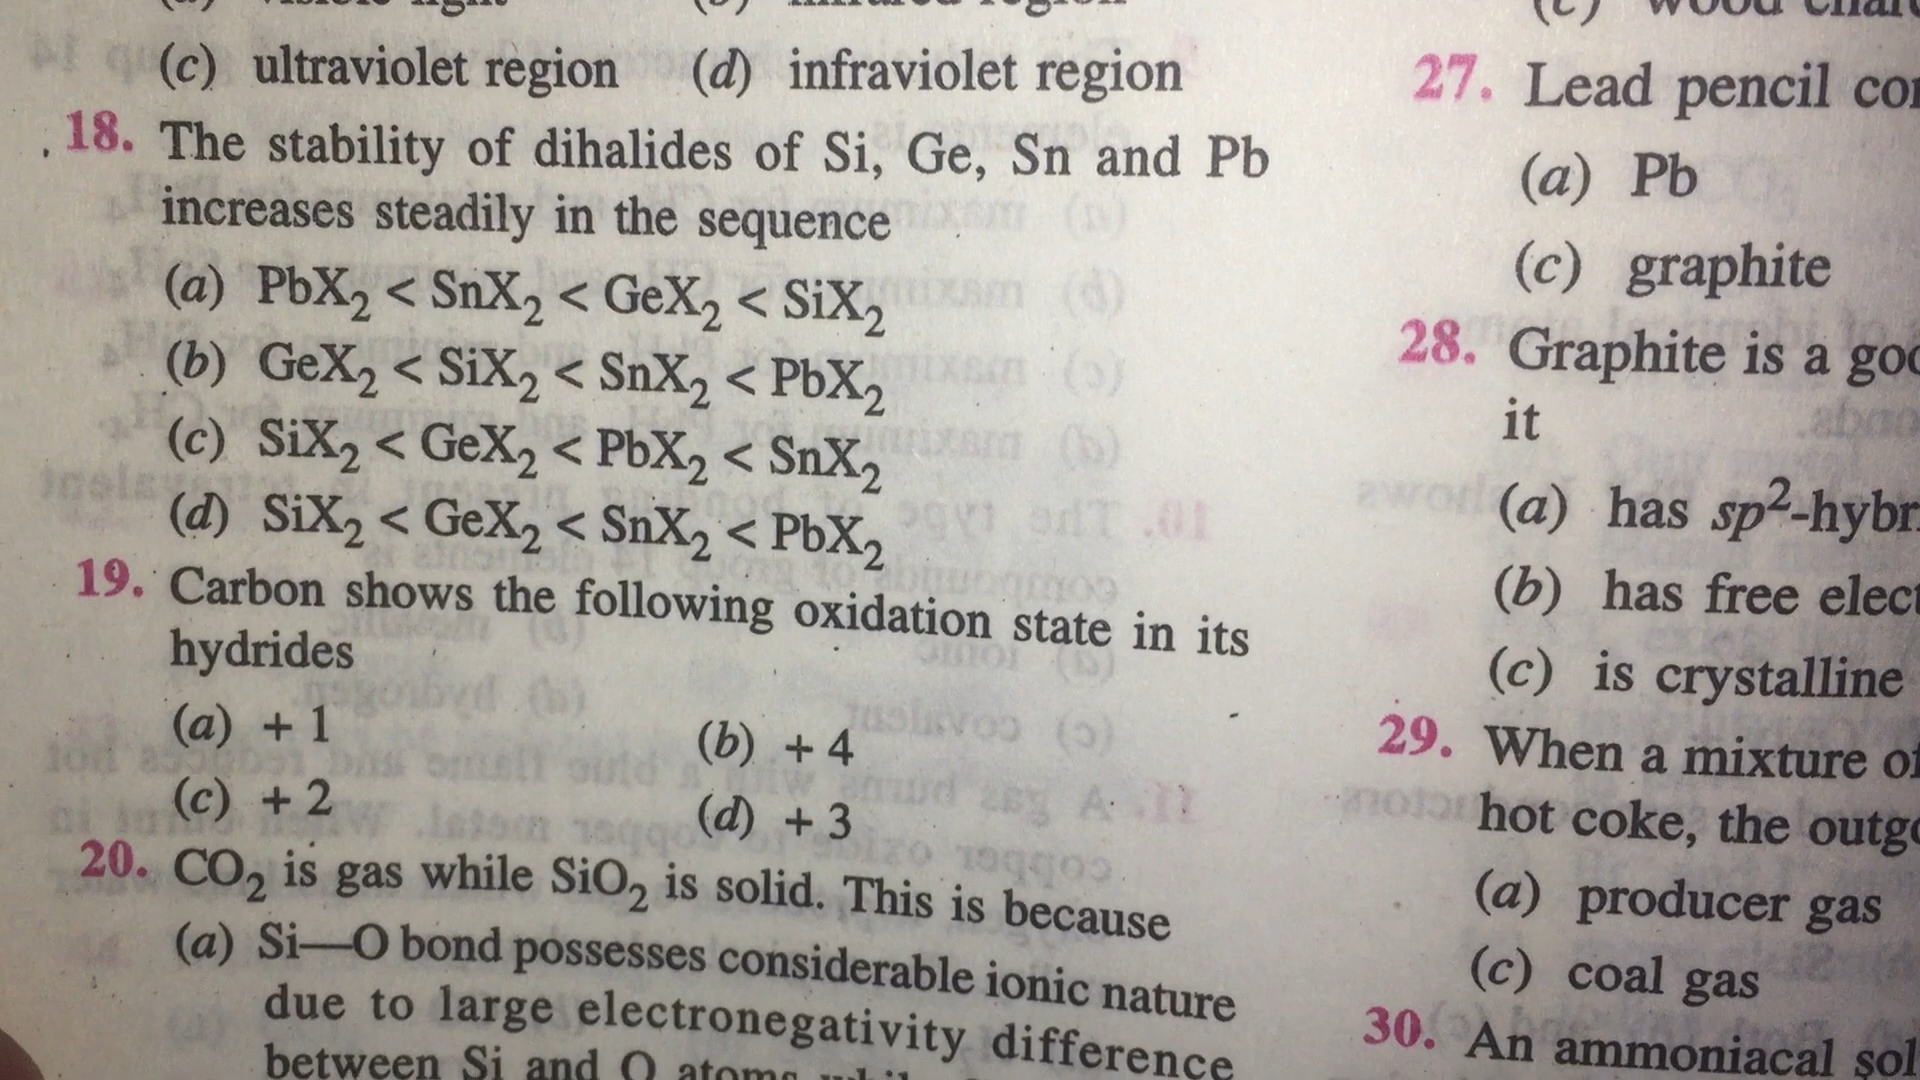 (c) ultraviolet region (d) infraviolet region
18. The stability of dihalides of Si, Ge, Sn and Pb
increases steadily in the sequence
(a) PbX₂ < SnX₂ < GeX₂ < SiX₂
(b) GeX₂ < SiX₂ < SnX₂ < PbX₂
(c) SiX₂ < GeX₂ < PbX₂ < SnX₂
(d) SiX₂ < GeX₂ < SnX₂ < PbX₂
19. Carbon shows the following oxidation state in its
hydrides
(a) + 1 (b) + 4
(c) + 2 (d) + 3
20. CO₂ is gas while SiO₂ is solid. This is because
(a) Si—O bond possesses considerable ionic nature
due to large electronegativity difference
between Si and O atoms
(c) wood
27. Lead pencil
(a) Pb
(c) graphite
28. Graphite is a
it
(a) has sp²-
(b) has free
(c) is crystalline
29. When a mixture
hot coke, the
(a) producer gas
(c) coal gas
30. An ammoniacal